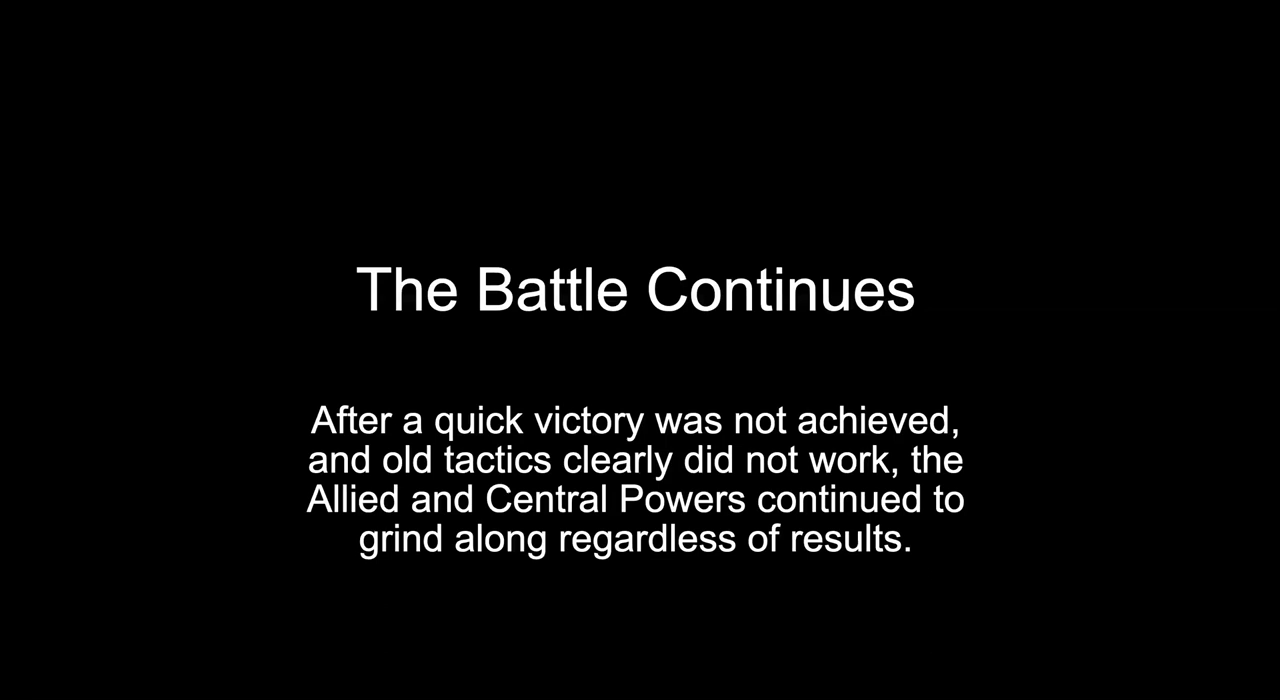 The Battle Continues
After a quick victory was not achieved,
and old tactics clearly did not work, the
Allied and Central Powers continued to
grind along regardless of results.